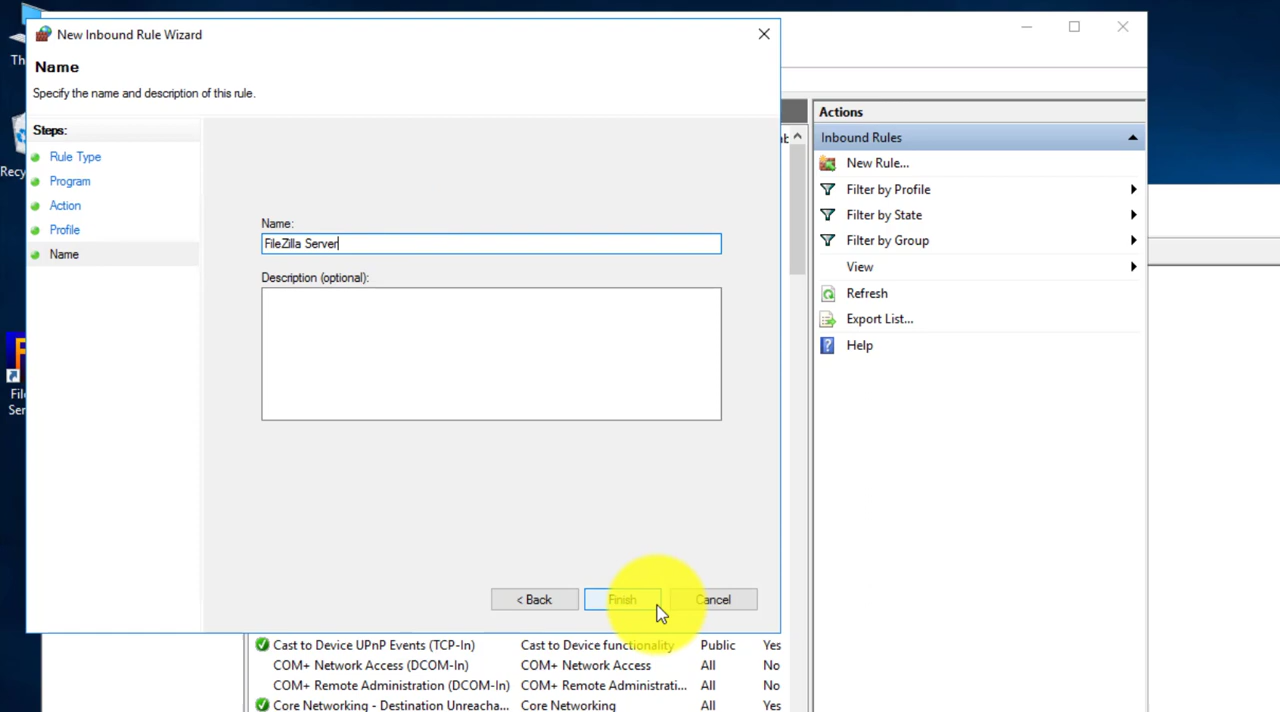 New Inbound Rule Wizard
Name
Specify the name and description of this rule.
Steps:
Rule Type
Program
Action
Profile
Name
Name:
FileZilla Server
Description (optional):
< Back
Finish
Cancel
Actions
Inbound Rules
New Rule...
Filter by Profile
Filter by State
Filter by Group
View
Refresh
Export List...
Help
Cast to Device UPnP Events (TCP-In) Cast to Device functionality Public Yes
COM+ Network Access (DCOM-In) COM+ Network Access All No
COM+ Remote Administration (DCOM-In) COM+ Remote Administrati... All No
Core Networking - Destination Unreacha... Core Networking All Yes
Th
Recy
Fil
Ser